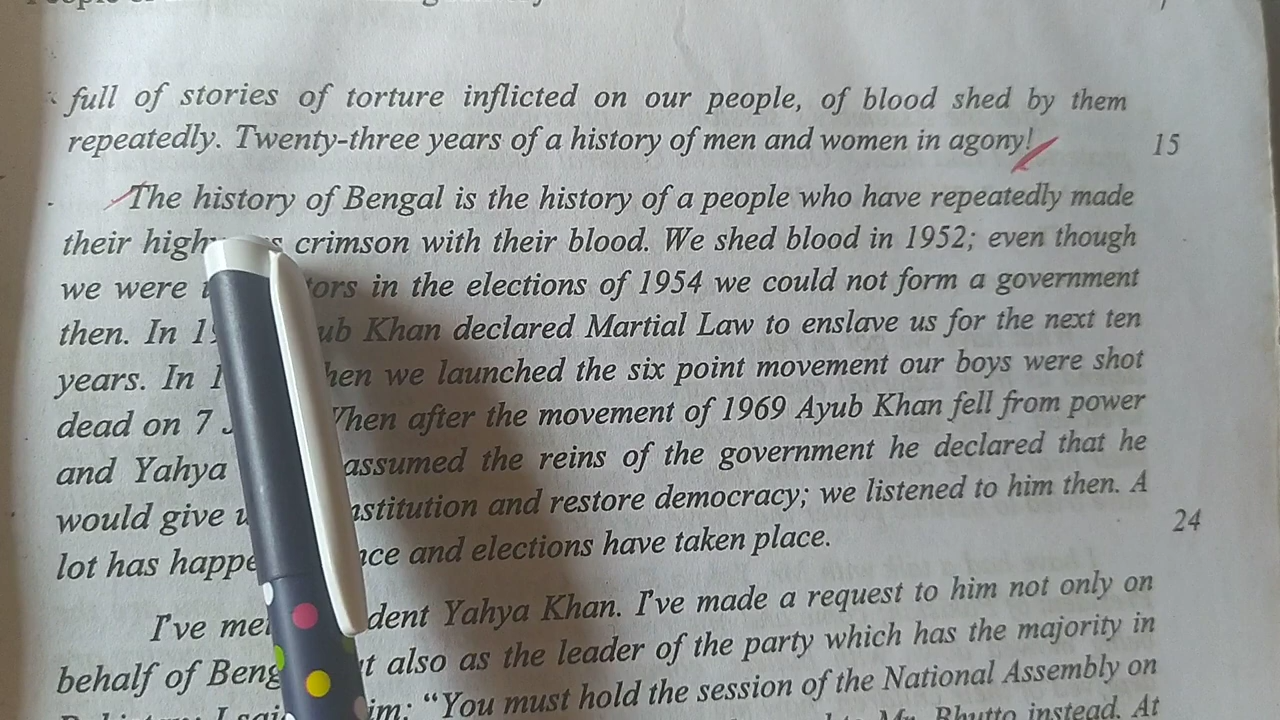 full of stories of torture inflicted on our people, of blood shed by them
repeatedly. Twenty-three years of a history of men and women in agony!
15
The history of Bengal is the history of a people who have repeatedly made
their crimson with their blood. We shed blood in 1952; even though
we were in the elections of 1954 we could not form a government
then. In Khan declared Martial Law to enslave us for the next ten
years. In we launched the six point movement our boys were shot
dead on 7 after the movement of 1969 Ayub Khan fell from power
and Yahya assumed the reins of the government he declared that he
would give and restore democracy; we listened to him then. A
24
lot has and elections have taken place.
I've Yahya Khan. I've made a request to him not only on
behalf of also as the leader of the party which has the majority in
"You must hold the session of the National Assembly on
Mr. Bhutto instead. At